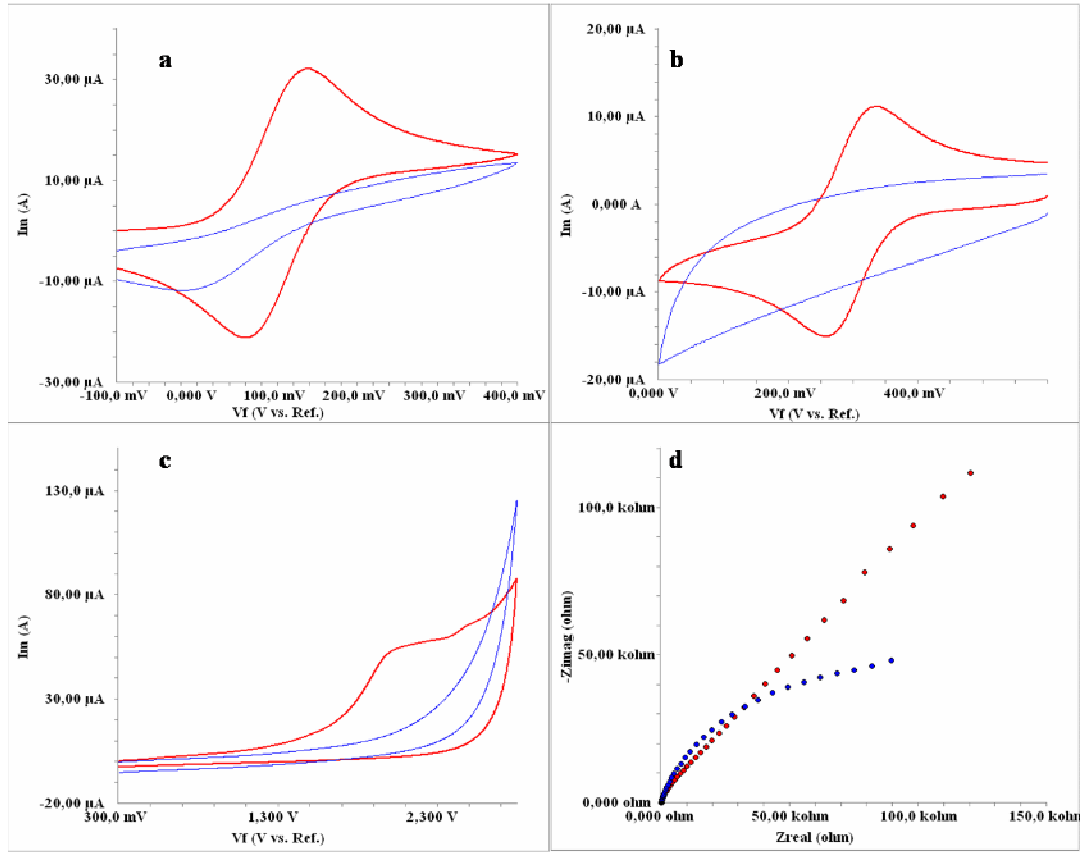 a
30,00 µA
10,00 µA
-10,00 µA
-30,00 µA
Im (A)
-100,0 mV 0,000 V 100,0 mV 200,0 mV 300,0 mV 400,0 mV
Vf (V vs. Ref.)
b
20,00 µA
10,00 µA
0,000 A
-10,00 µA
-20,00 µA
Im (A)
0,000 V 200,0 mV 400,0 mV
Vf (V vs. Ref.)
c
130,0 µA
80,00 µA
30,00 µA
-20,00 µA
Im (A)
300,0 mV 1,300 V 2,300 V
Vf (V vs. Ref.)
d
100,0 kohm
50,00 kohm
0,000 ohm
-Zimag (ohm)
0,000 ohm 50,00 kohm 100,0 kohm 150,0 kohm
Zreal (ohm)